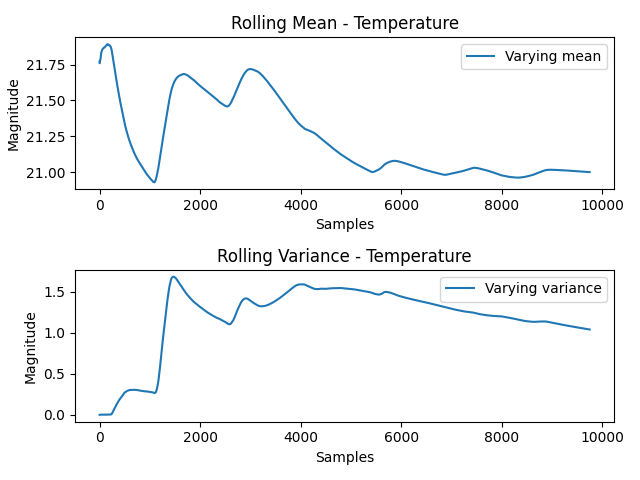 Rolling Mean - Temperature
Magnitude
21.75
21.50
21.25
21.00
Varying mean
0 2000 4000 6000 8000 10000
Samples
Rolling Variance - Temperature
Magnitude
1.5
1.0
0.5
0.0
Varying variance
0 2000 4000 6000 8000 10000
Samples